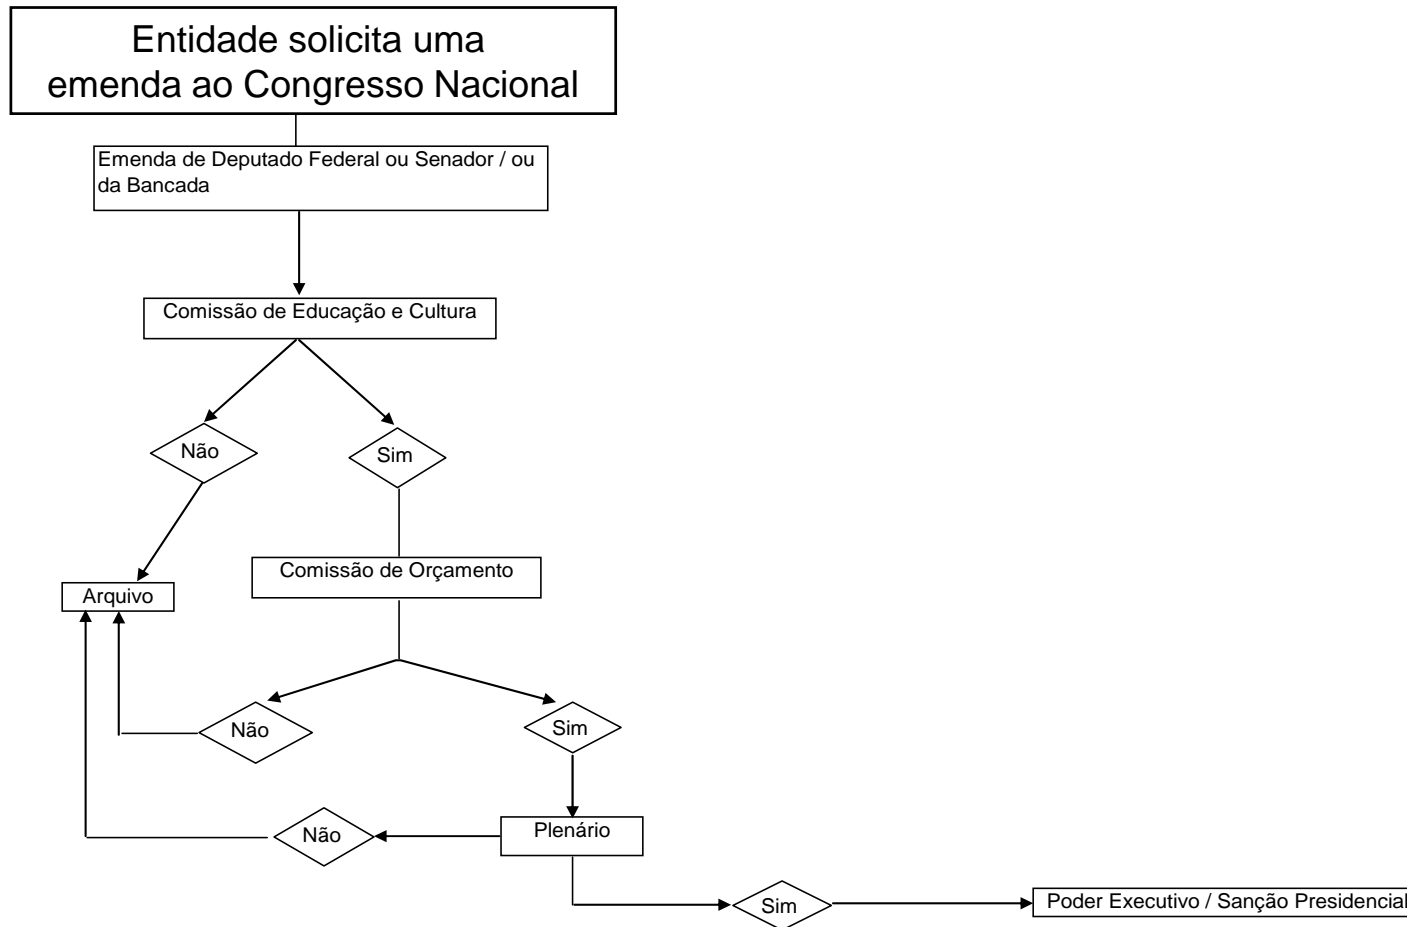 Entidade solicita uma
emenda ao Congresso Nacional
Emenda de Deputado Federal ou Senador / ou
da Bancada
Comissão de Educação e Cultura
Não
Sim
Comissão de Orçamento
Arquivo
Não
Sim
Não
Plenário
Sim
Poder Executivo / Sanção Presidencial